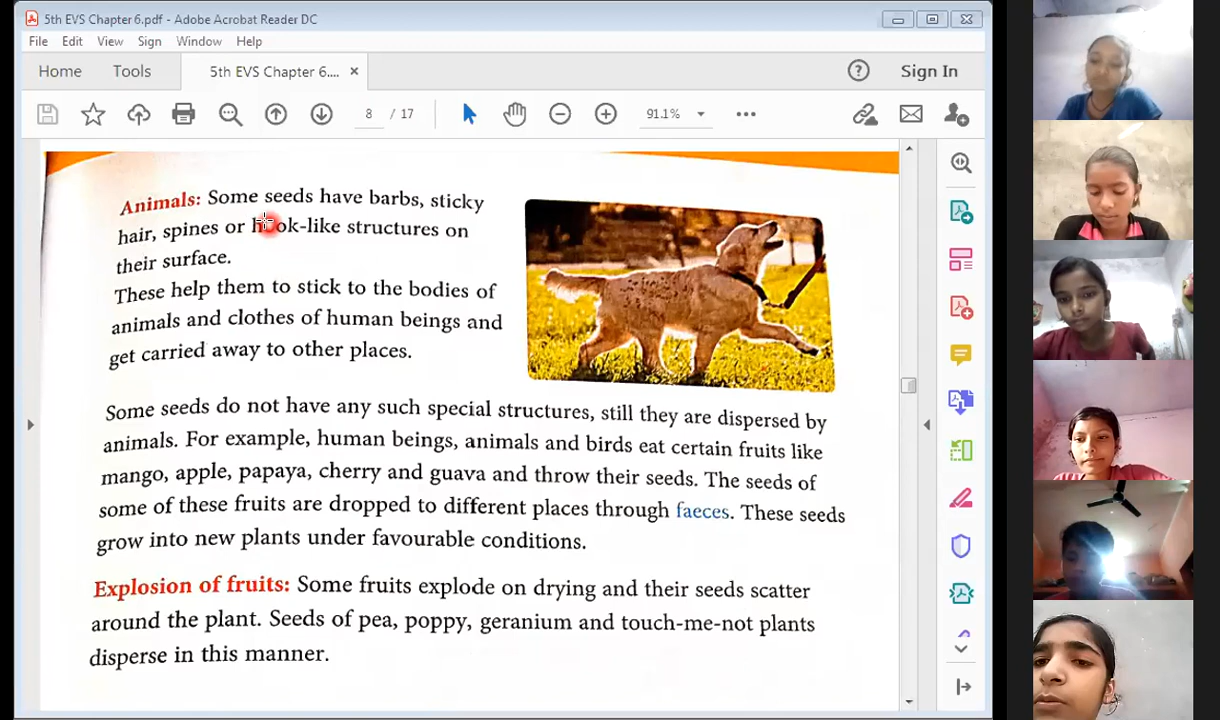 5th EVS Chapter 6.pdf - Adobe Acrobat Reader DC
File Edit View Sign Window Help
Home Tools 5th EVS Chapter 6.... × Sign In
8 / 17 91.1%
Animals: Some seeds have barbs, sticky
hair, spines or hook-like structures on
their surface.
These help them to stick to the bodies of
animals and clothes of human beings and
get carried away to other places.
Some seeds do not have any such special structures, still they are dispersed by
animals. For example, human beings, animals and birds eat certain fruits like
mango, apple, papaya, cherry and guava and throw their seeds. The seeds of
some of these fruits are dropped to different places through faeces. These seeds
grow into new plants under favourable conditions.
Explosion of fruits: Some fruits explode on drying and their seeds scatter
around the plant. Seeds of pea, poppy, geranium and touch-me-not plants
disperse in this manner.